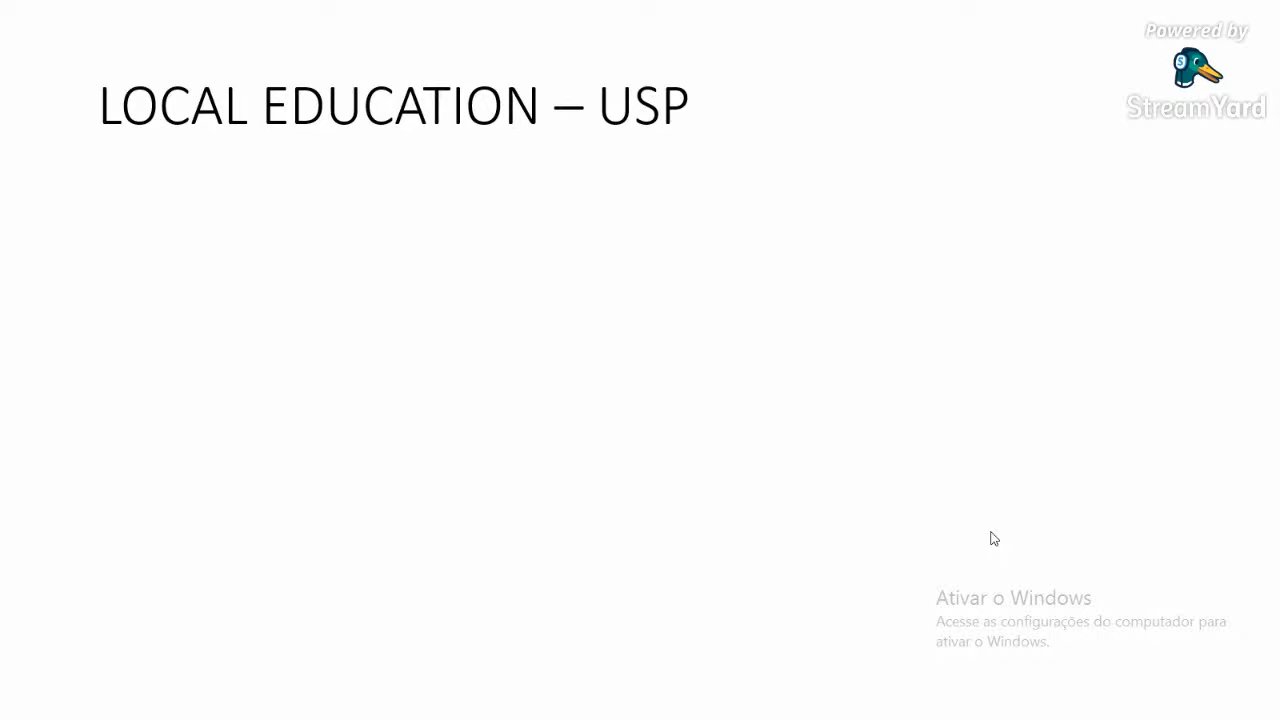 Powered by
StreamYard
LOCAL EDUCATION – USP
Ativar o Windows
Acesse as configurações do computador para
ativar o Windows.